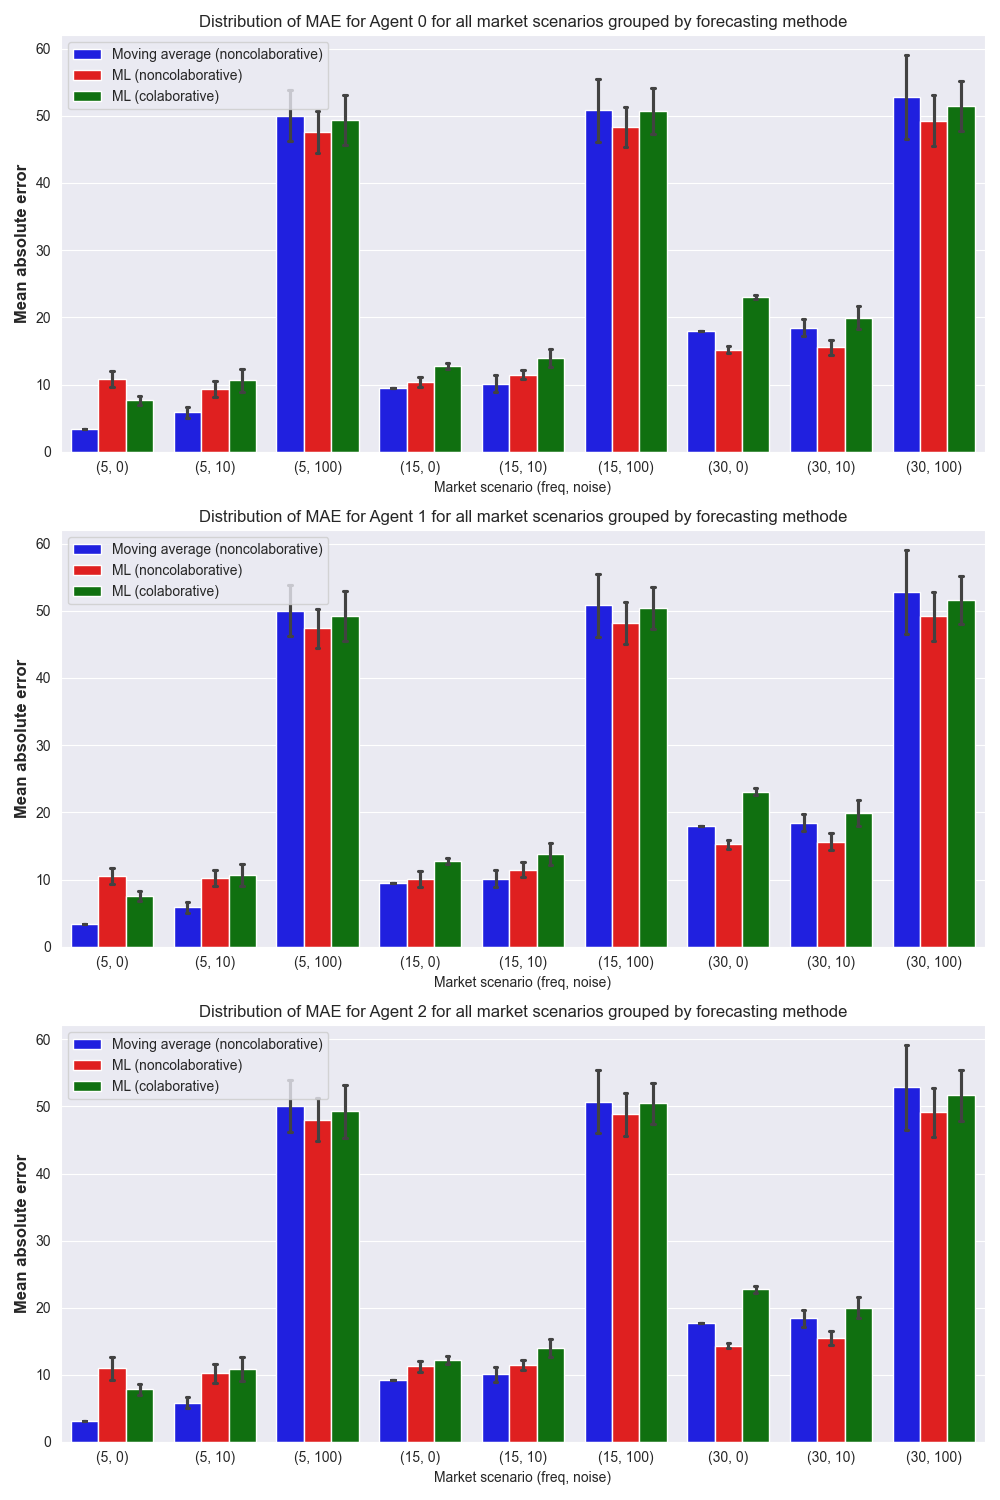 Distribution of MAE for Agent 0 for all market scenarios grouped by forecasting methode
Moving average (noncolaborative)
ML (noncolaborative)
ML (colaborative)
Mean absolute error
60
50
40
30
20
10
0
(5, 0) (5, 10) (5, 100) (15, 0) (15, 10) (15, 100) (30, 0) (30, 10) (30, 100)
Market scenario (freq, noise)
Distribution of MAE for Agent 1 for all market scenarios grouped by forecasting methode
Moving average (noncolaborative)
ML (noncolaborative)
ML (colaborative)
Mean absolute error
60
50
40
30
20
10
0
(5, 0) (5, 10) (5, 100) (15, 0) (15, 10) (15, 100) (30, 0) (30, 10) (30, 100)
Market scenario (freq, noise)
Distribution of MAE for Agent 2 for all market scenarios grouped by forecasting methode
Moving average (noncolaborative)
ML (noncolaborative)
ML (colaborative)
Mean absolute error
60
50
40
30
20
10
0
(5, 0) (5, 10) (5, 100) (15, 0) (15, 10) (15, 100) (30, 0) (30, 10) (30, 100)
Market scenario (freq, noise)